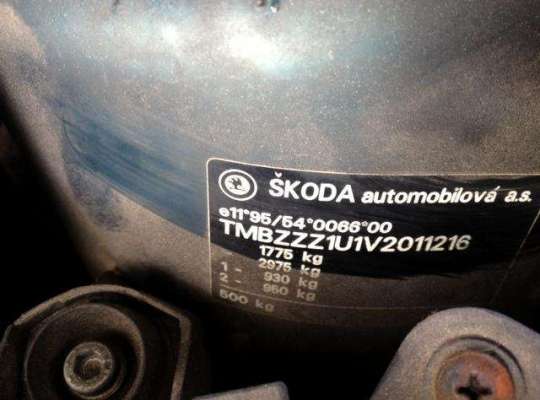 ŠKODA automobilová a.s.
e11*95/54*0066*00
TMBZZZ1U1V2011216
1775 kg
1 - 2975 kg
2 - 930 kg
950 kg
500 kg